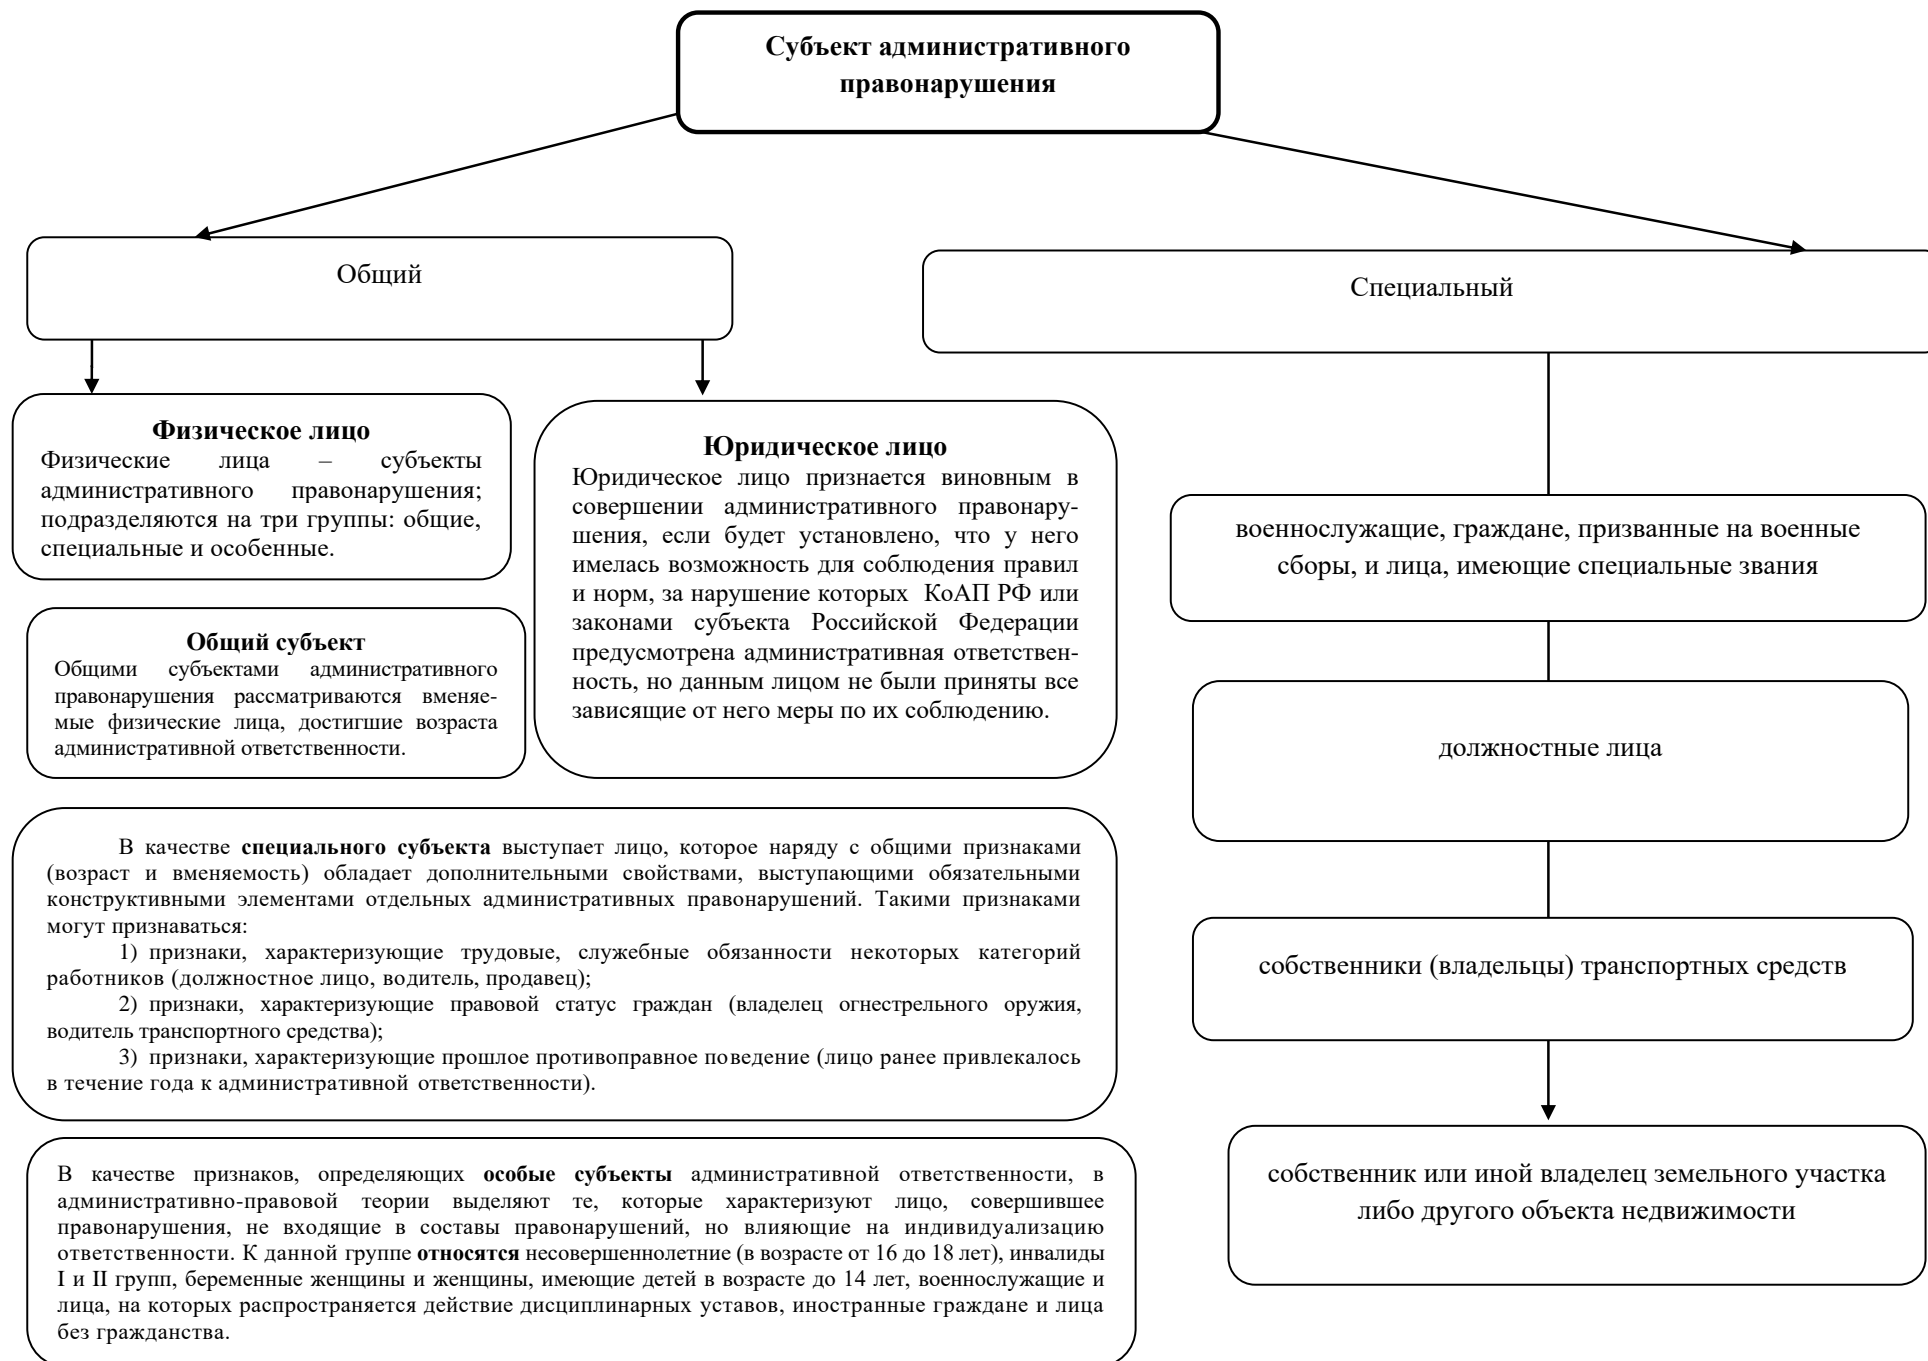 Субъект административного
правонарушения
Общий
Специальный
Физическое лицо
Физические лица – субъекты
административного правонарушения;
подразделяются на три группы: общие,
специальные и особенные.
Юридическое лицо
Юридическое лицо признается виновным в
совершении административного правонару-
шения, если будет установлено, что у него
имелась возможность для соблюдения правил
и норм, за нарушение которых КоАП РФ или
законами субъекта Российской Федерации
предусмотрена административная ответствен-
ность, но данным лицом не были приняты все
зависящие от него меры по их соблюдению.
Общий субъект
Общими субъектами административного
правонарушения рассматриваются вменяе-
мые физические лица, достигшие возраста
административной ответственности.
В качестве специального субъекта выступает лицо, которое наряду с общими признаками
(возраст и вменяемость) обладает дополнительными свойствами, выступающими обязательными
конструктивными элементами отдельных административных правонарушений. Такими признаками
могут признаваться:
1) признаки, характеризующие трудовые, служебные обязанности некоторых категорий
работников (должностное лицо, водитель, продавец);
2) признаки, характеризующие правовой статус граждан (владелец огнестрельного оружия,
водитель транспортного средства);
3) признаки, характеризующие прошлое противоправное поведение (лицо ранее привлекалось
в течение года к административной ответственности).
В качестве признаков, определяющих особые субъекты административной ответственности, в
административно-правовой теории выделяют те, которые характеризуют лицо, совершившее
правонарушения, не входящие в составы правонарушений, но влияющие на индивидуализацию
ответственности. К данной группе относятся несовершеннолетние (в возрасте от 16 до 18 лет), инвалиды
I и II групп, беременные женщины и женщины, имеющие детей в возрасте до 14 лет, военнослужащие и
лица, на которых распространяется действие дисциплинарных уставов, иностранные граждане и лица
без гражданства.
военнослужащие, граждане, призванные на военные
сборы, и лица, имеющие специальные звания
должностные лица
собственники (владельцы) транспортных средств
собственник или иной владелец земельного участка
либо другого объекта недвижимости